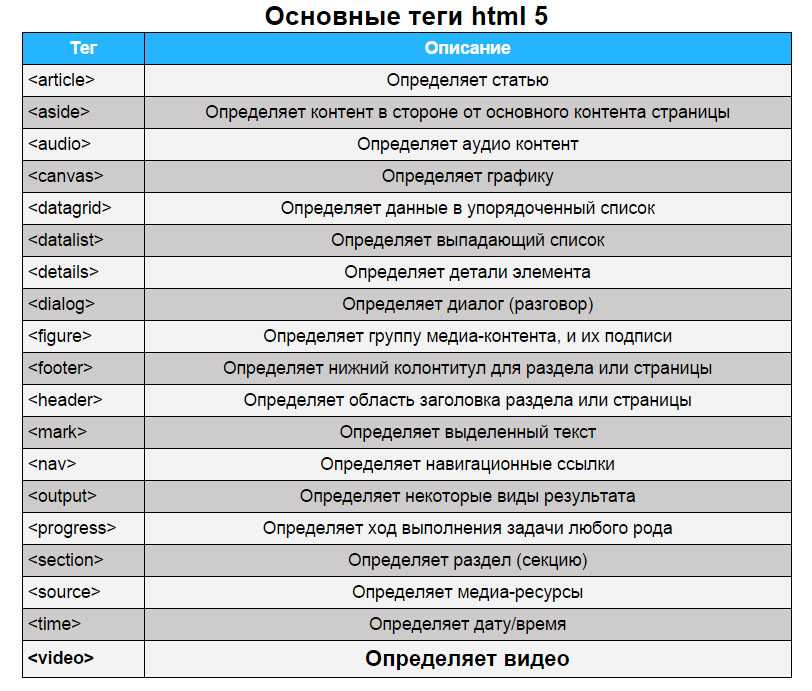 Основные теги html 5
Тег Описание
<article> Определяет статью
<aside> Определяет контент в стороне от основного контента страницы
<audio> Определяет аудио контент
<canvas> Определяет графику
<datagrid> Определяет данные в упорядоченный список
<datalist> Определяет выпадающий список
<details> Определяет детали элемента
<dialog> Определяет диалог (разговор)
<figure> Определяет группу медиа-контента, и их подписи
<footer> Определяет нижний колонтитул для раздела или страницы
<header> Определяет область заголовка раздела или страницы
<mark> Определяет выделенный текст
<nav> Определяет навигационные ссылки
<output> Определяет некоторые виды результата
<progress> Определяет ход выполнения задачи любого рода
<section> Определяет раздел (секцию)
<source> Определяет медиа-ресурсы
<time> Определяет дату/время
<video> Определяет видео